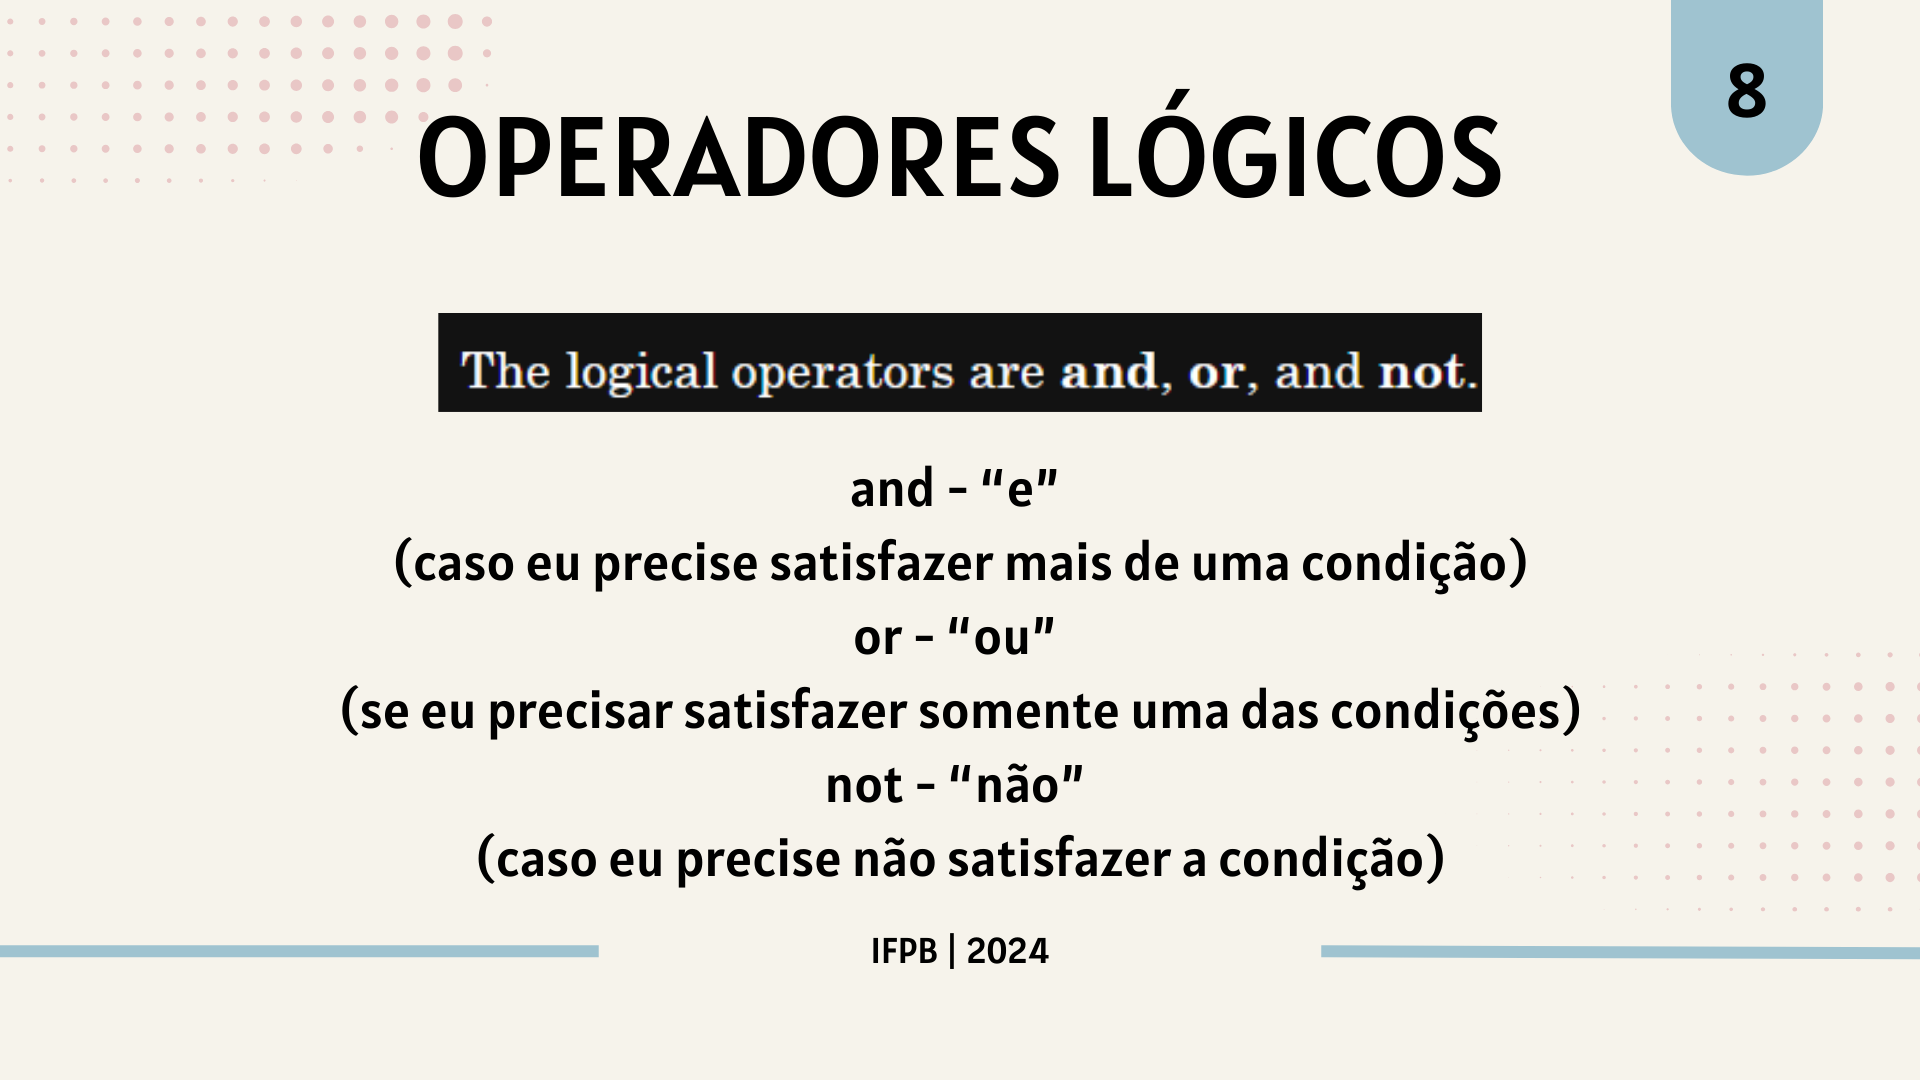 8
OPERADORES LÓGICOS
The logical operators are and, or, and not.
and - “e”
(caso eu precise satisfazer mais de uma condição)
or - “ou”
(se eu precisar satisfazer somente uma das condições)
not - “não”
(caso eu precise não satisfazer a condição)
IFPB | 2024